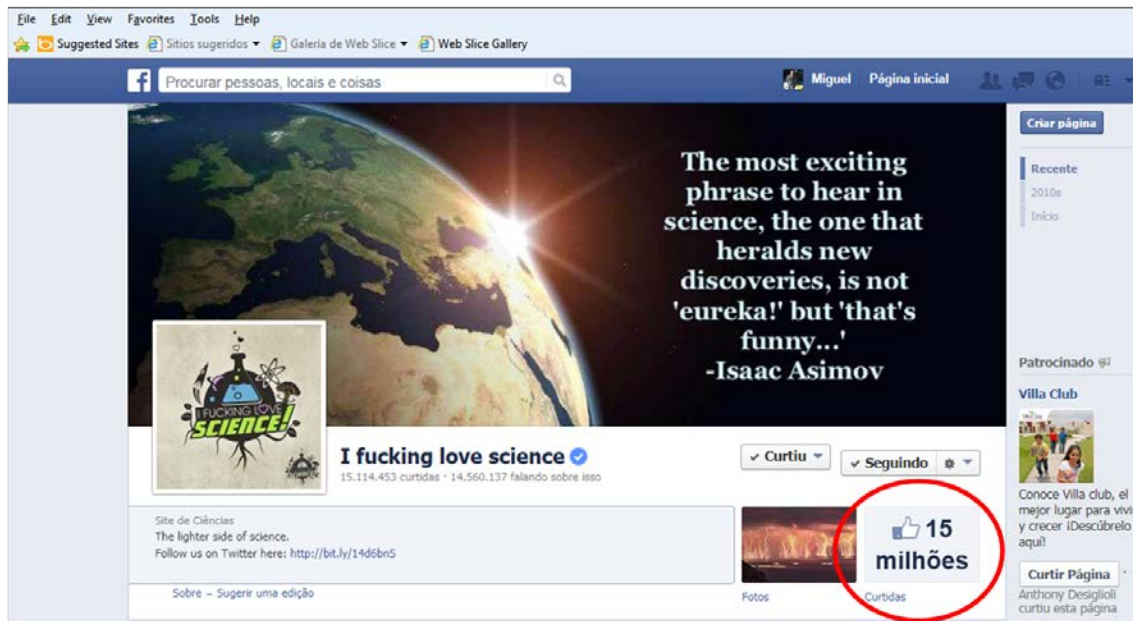 File Edit View Favorites Tools Help
Suggested Sites Sitios sugeridos Galería de Web Slice Web Slice Gallery
Procurar pessoas, locais e coisas
Miguel Página inicial
Criar página
Recente
2010s
Início
The most exciting
phrase to hear in
science, the one that
heralds new
discoveries, is not
'eureka!' but 'that's
funny...'
-Isaac Asimov
I FUCKING LOVE
SCIENCE!
I fucking love science
15.114.453 curtidas · 14.560.137 falando sobre isso
Curtiu
Seguindo
Site de Ciências
The lighter side of science.
Follow us on Twitter here: http://bit.ly/14d6bnS
Sobre – Sugerir uma edição
Fotos
15
milhões
Curtidas
Patrocinado
Villa Club
Conoce Villa club, el
mejor lugar para vivi
y crecer ¡Descúbrelo
aquí!
Curtir Página
Anthony Desiglioli
curtiu esta página